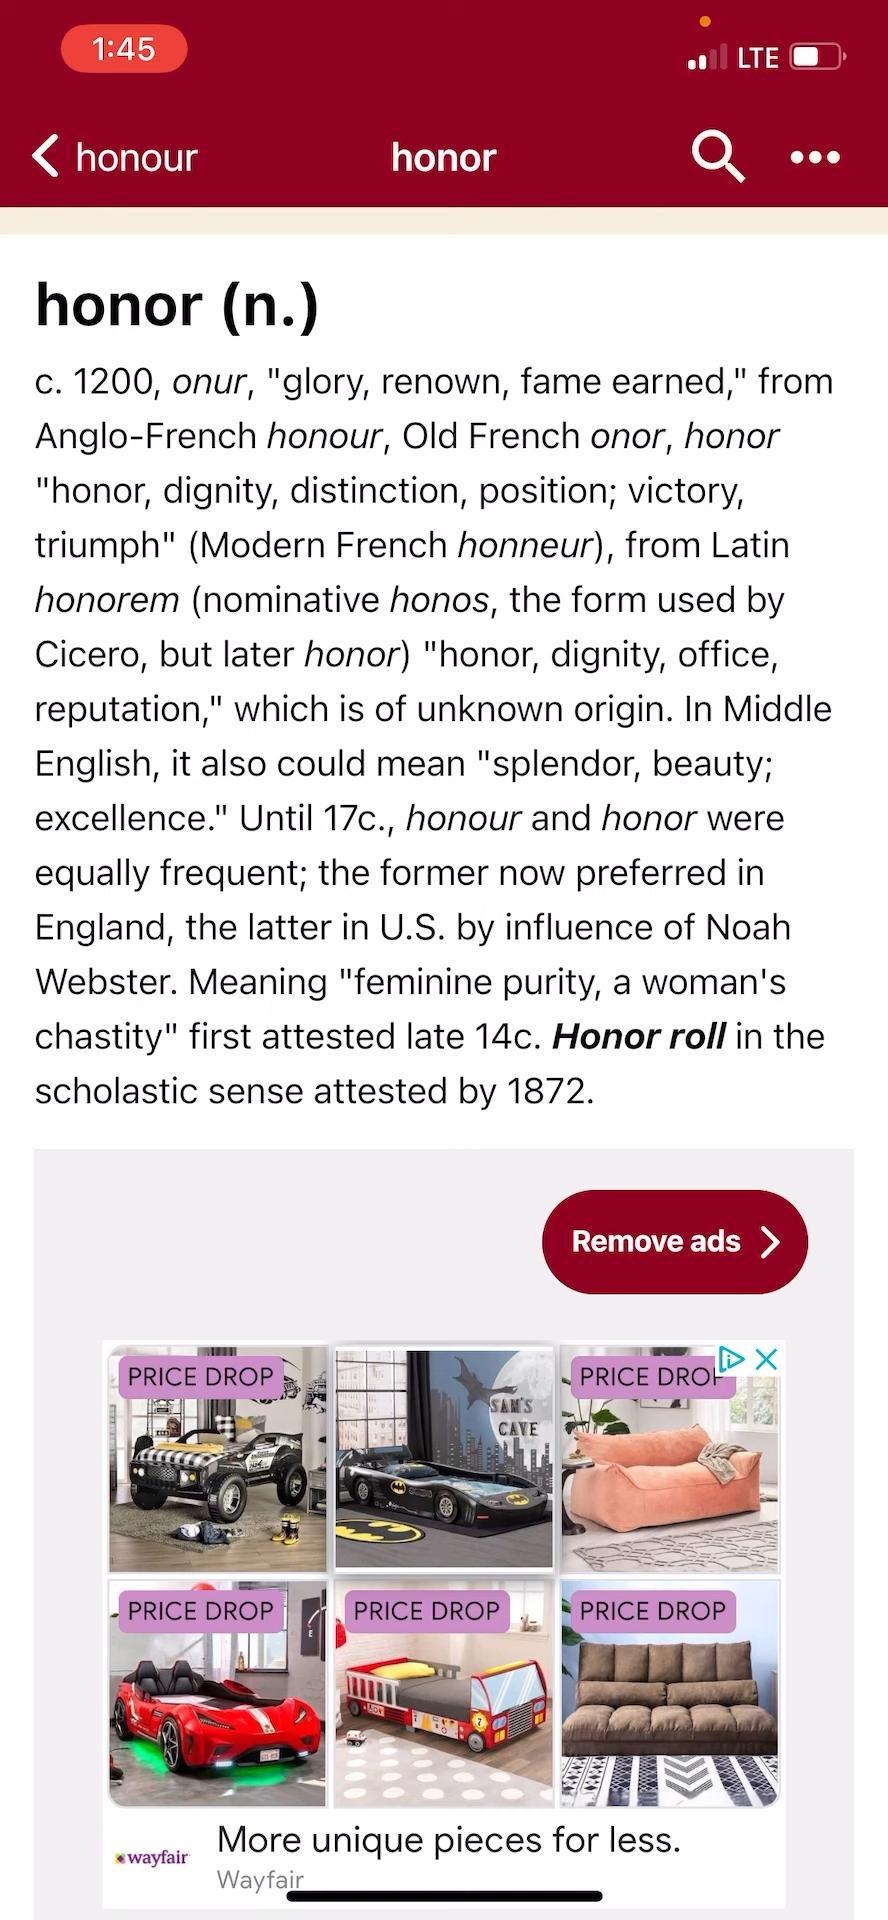 1:45
LTE
honour
honor
honor (n.)
c. 1200, onur, "glory, renown, fame earned," from
Anglo-French honour, Old French onor, honor
"honor, dignity, distinction, position; victory,
triumph" (Modern French honneur), from Latin
honorem (nominative honos, the form used by
Cicero, but later honor) "honor, dignity, office,
reputation," which is of unknown origin. In Middle
English, it also could mean "splendor, beauty;
excellence." Until 17c., honour and honor were
equally frequent; the former now preferred in
England, the latter in U.S. by influence of Noah
Webster. Meaning "feminine purity, a woman's
chastity" first attested late 14c. Honor roll in the
scholastic sense attested by 1872.
Remove ads
PRICE DROP
SAM'S
CAVE
PRICE DROP
PRICE DROP
PRICE DROP
PRICE DROP
7
wayfair
More unique pieces for less.
Wayfair